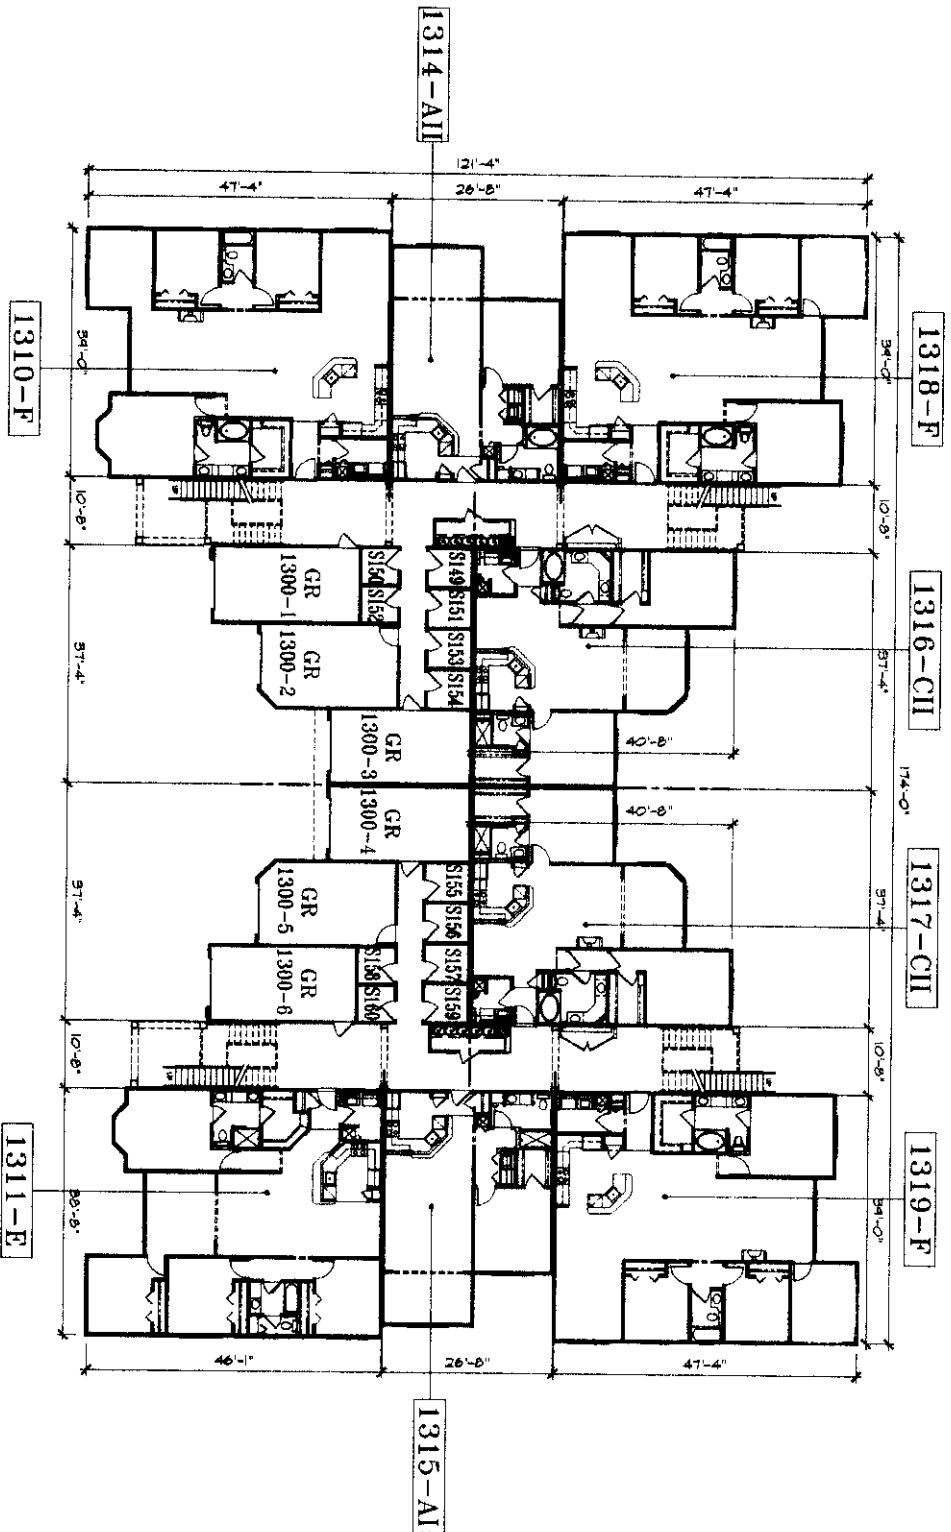 1314-AII
121'-4"
47'-4"
26'-8"
47'-4"
1310-F
34'-0"
1318-F
34'-0"
10'-8"
10'-8"
GR
1300-1
S150
S152
S149
S151
S153
S154
GR
1300-2
GR
1300-3
1316-CII
37'-4"
37'-4"
40'-8"
174'-0"
GR
1300-4
40'-8"
1317-CII
37'-4"
37'-4"
GR
1300-5
GR
1300-6
S155
S156
S157
S159
S158
S160
10'-8"
10'-8"
1311-E
33'-8"
1319-F
34'-0"
46'-1"
26'-8"
47'-4"
1315-AI